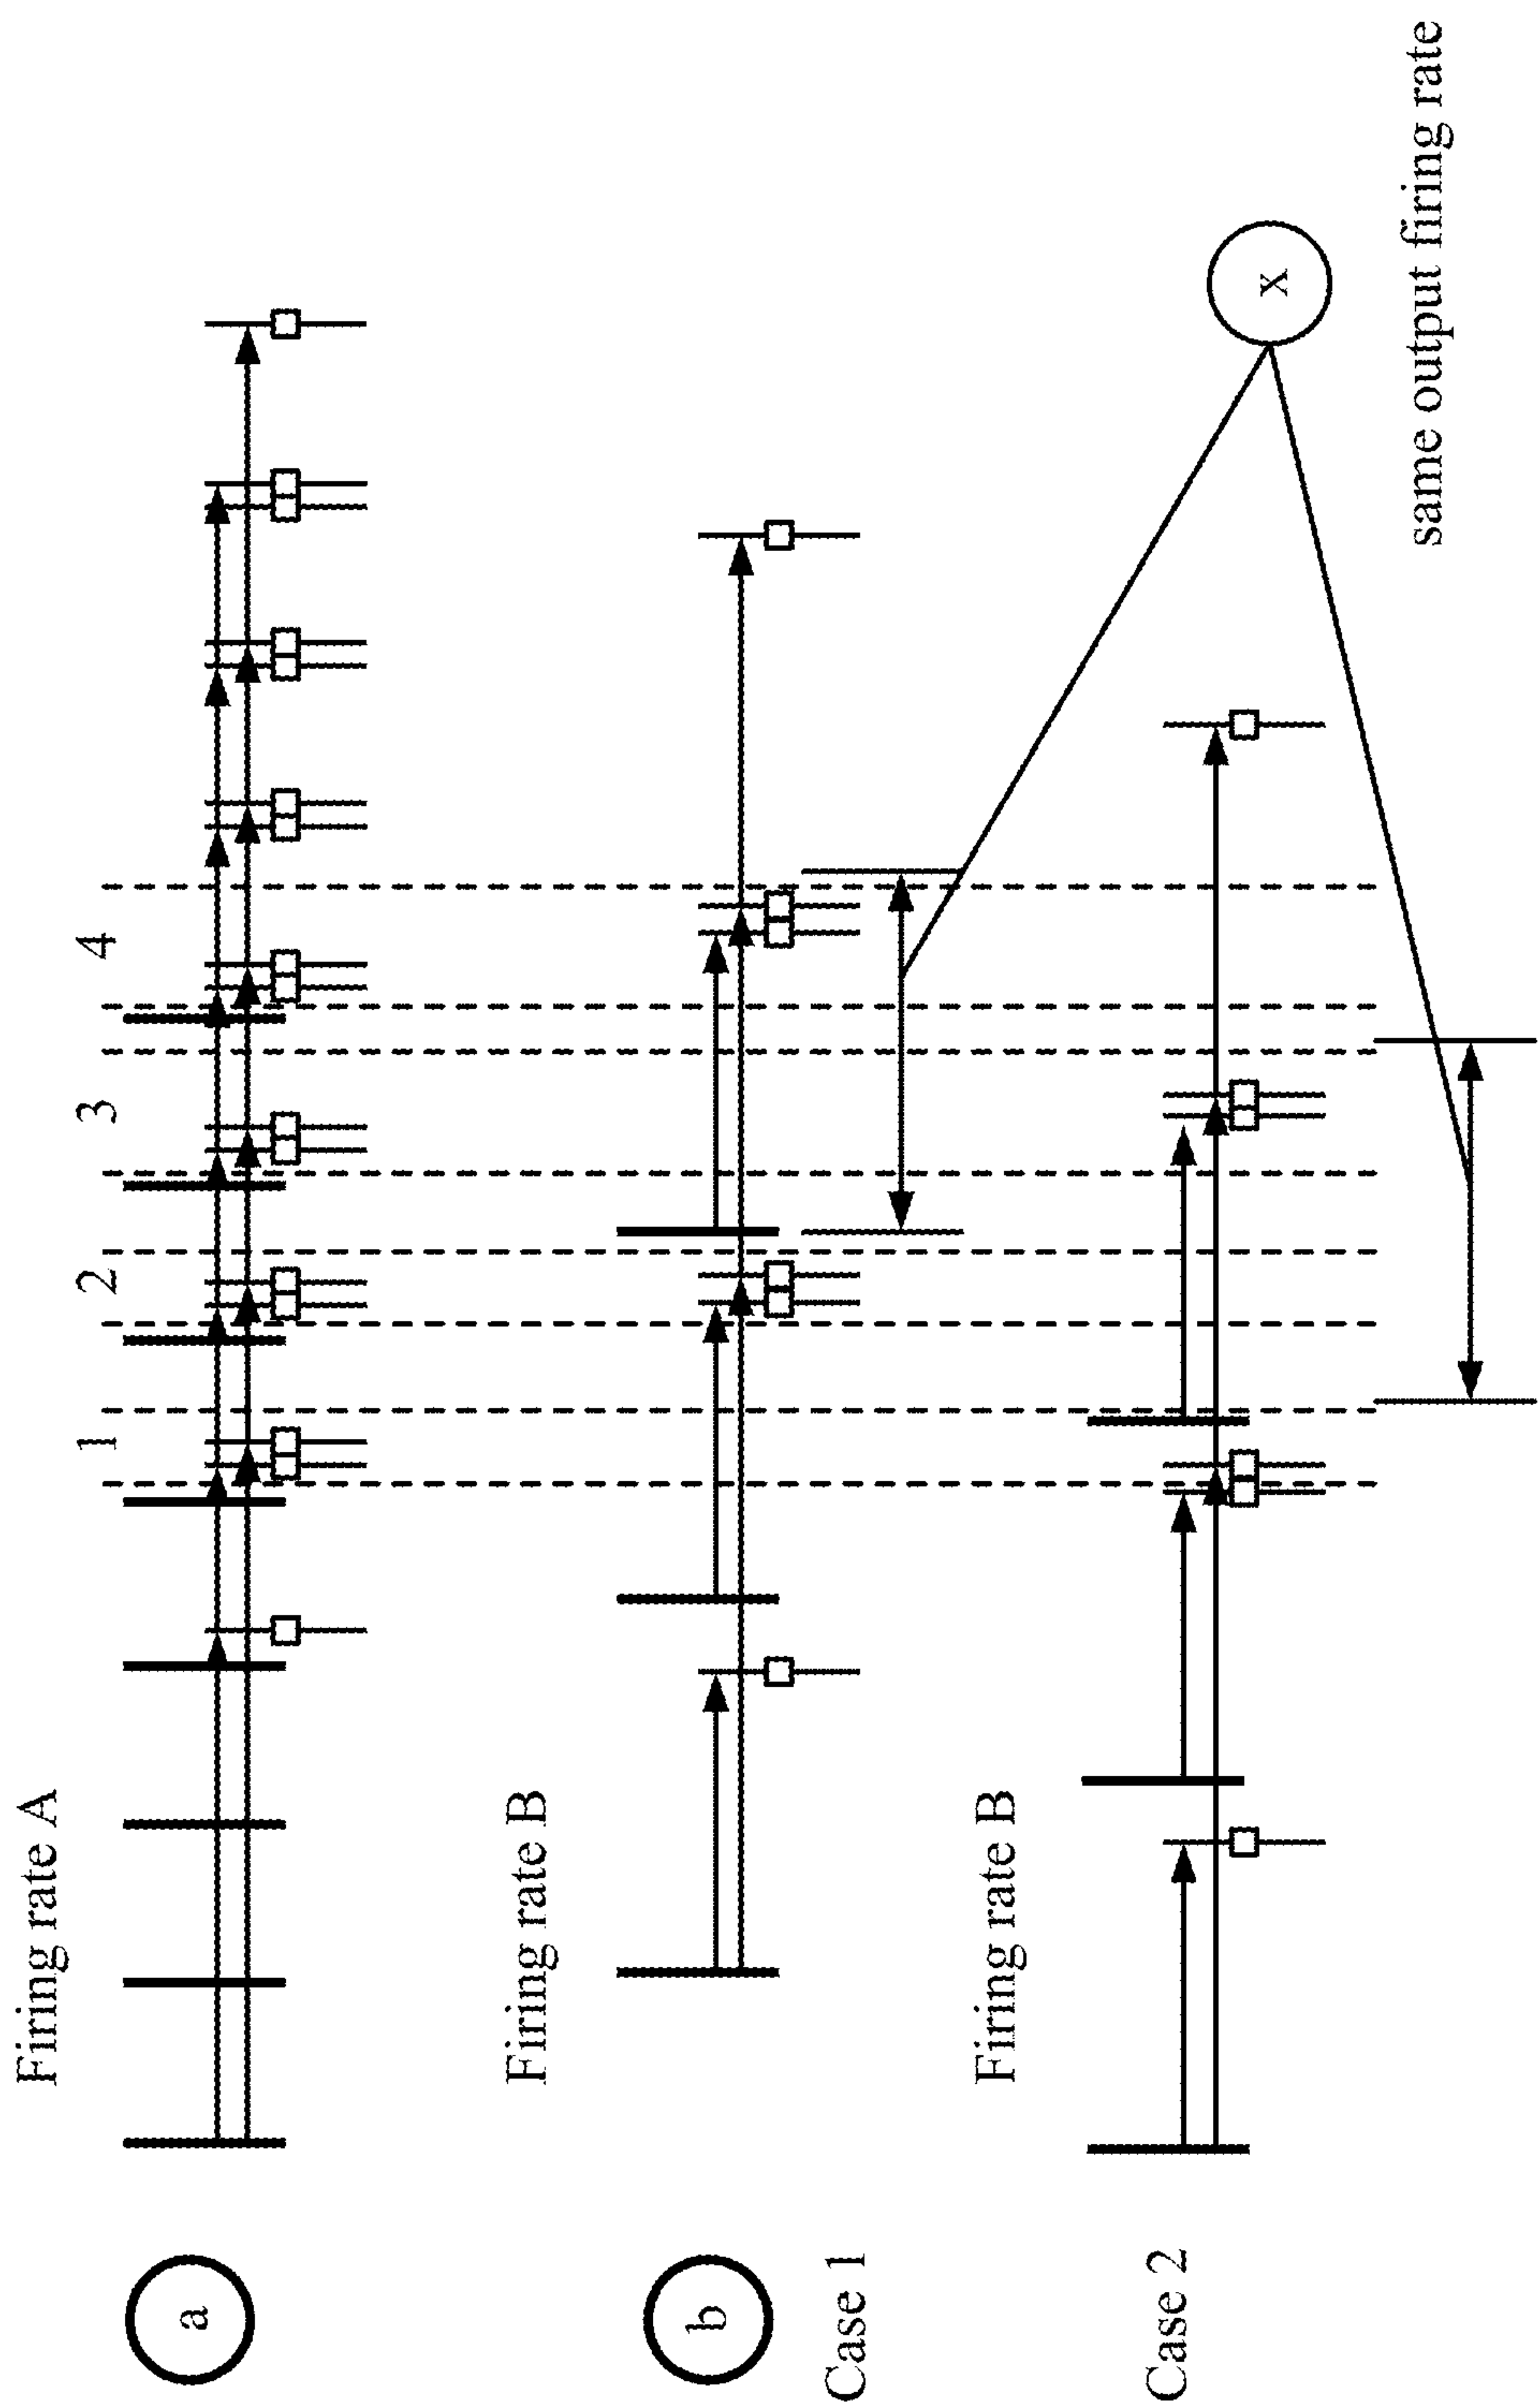 Firing rate A
1
2
3
4
a
Firing rate B
b
Case 1
Firing rate B
Case 2
x
same output firing rate